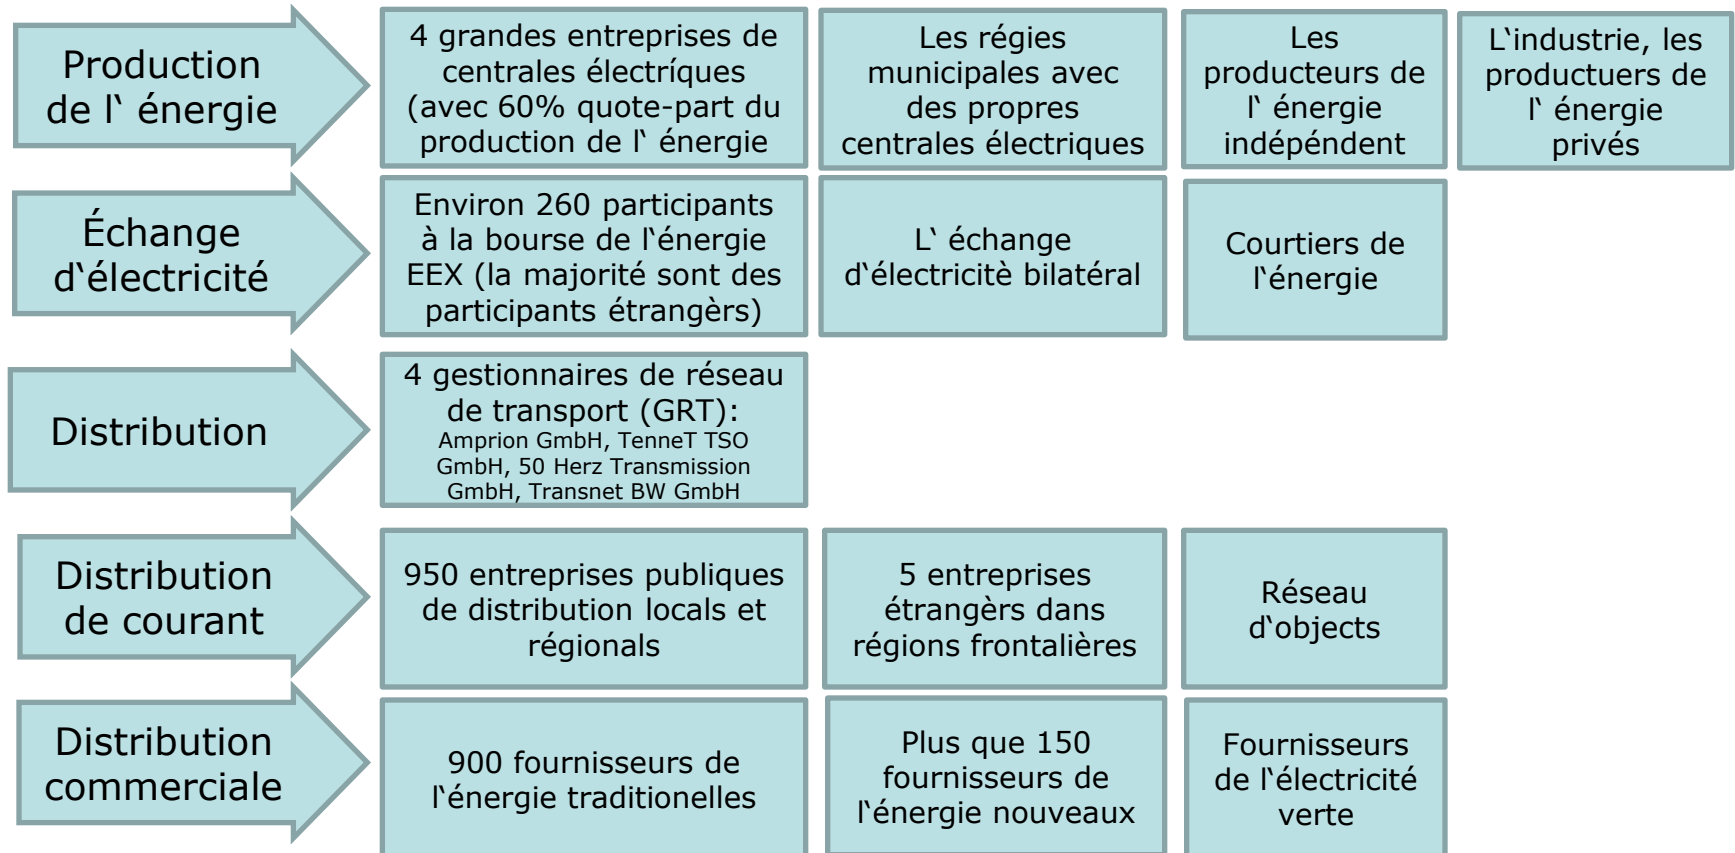 Production
de l‘ énergie
4 grandes entreprises de
centrales électríques
(avec 60% quote-part du
production de l‘ énergie
Les régies
municipales avec
des propres
centrales électriques
Les
producteurs de
l‘ énergie
indépéndent
L‘industrie, les
productuers de
l‘ énergie
privés
Échange
d‘électricité
Environ 260 participants
à la bourse de l‘énergie
EEX (la majorité sont des
participants étrangèrs)
L‘ échange
d‘électricitè bilatéral
Courtiers de
l‘énergie
Distribution
4 gestionnaires de réseau
de transport (GRT):
Amprion GmbH, TenneT TSO
GmbH, 50 Herz Transmission
GmbH, Transnet BW GmbH
Distribution
de courant
950 entreprises publiques
de distribution locals et
régionals
5 entreprises
étrangèrs dans
régions frontalières
Réseau
d‘objects
Distribution
commerciale
900 fournisseurs de
l‘énergie traditionelles
Plus que 150
fournisseurs de
l‘énergie nouveaux
Fournisseurs
de l‘électricité
verte